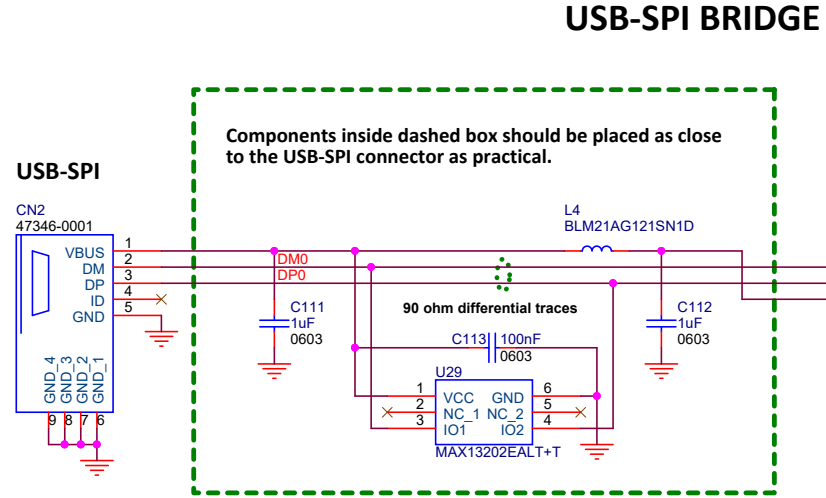 USB-SPI BRIDGE
Components inside dashed box should be placed as close
to the USB-SPI connector as practical.
USB-SPI
CN2
47346-0001
L4
BLM21AG121SN1D
VBUS 1
DM 2
DP 3
ID 4
GND 5
DM0
DP0
GND_4
GND_3
GND_2
GND_1
9 8 7 6
C111
1uF
0603
90 ohm differential traces
C112
1uF
0603
C113 100nF
0603
U29
1 VCC GND 6
2 NC_1 NC_2 5
3 IO1 IO2 4
MAX13202EALT+T